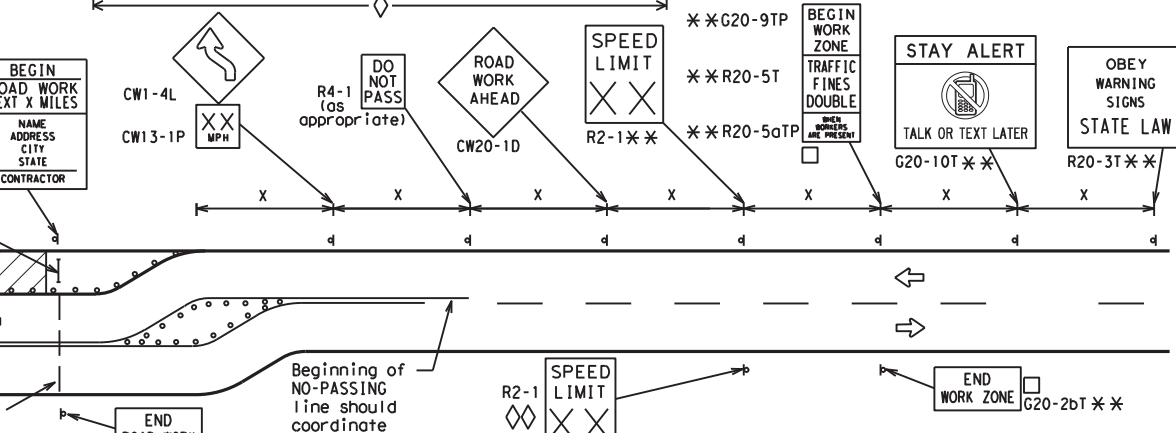 BEGIN
ROAD WORK
NEXT X MILES
NAME
ADDRESS
CITY
STATE
CONTRACTOR
CW1-4L
CW13-1P
XX
MPH
R4-1
(as
appropriate)
DO
NOT
PASS
ROAD
WORK
AHEAD
CW20-1D
SPEED
LIMIT
XX
R2-1**
**G20-9TP
**R20-5T
**R20-5aTP
BEGIN
WORK
ZONE
TRAFFIC
FINES
DOUBLE
WHEN
WORKERS
ARE PRESENT
STAY ALERT
TALK OR TEXT LATER
G20-10T**
OBEY
WARNING
SIGNS
STATE LAW
R20-3T**
X X X X X X X
Beginning of
NO-PASSING
line should
coordinate
R2-1
SPEED
LIMIT
XX
END
WORK ZONE
G20-2bT**
END
ROAD WORK